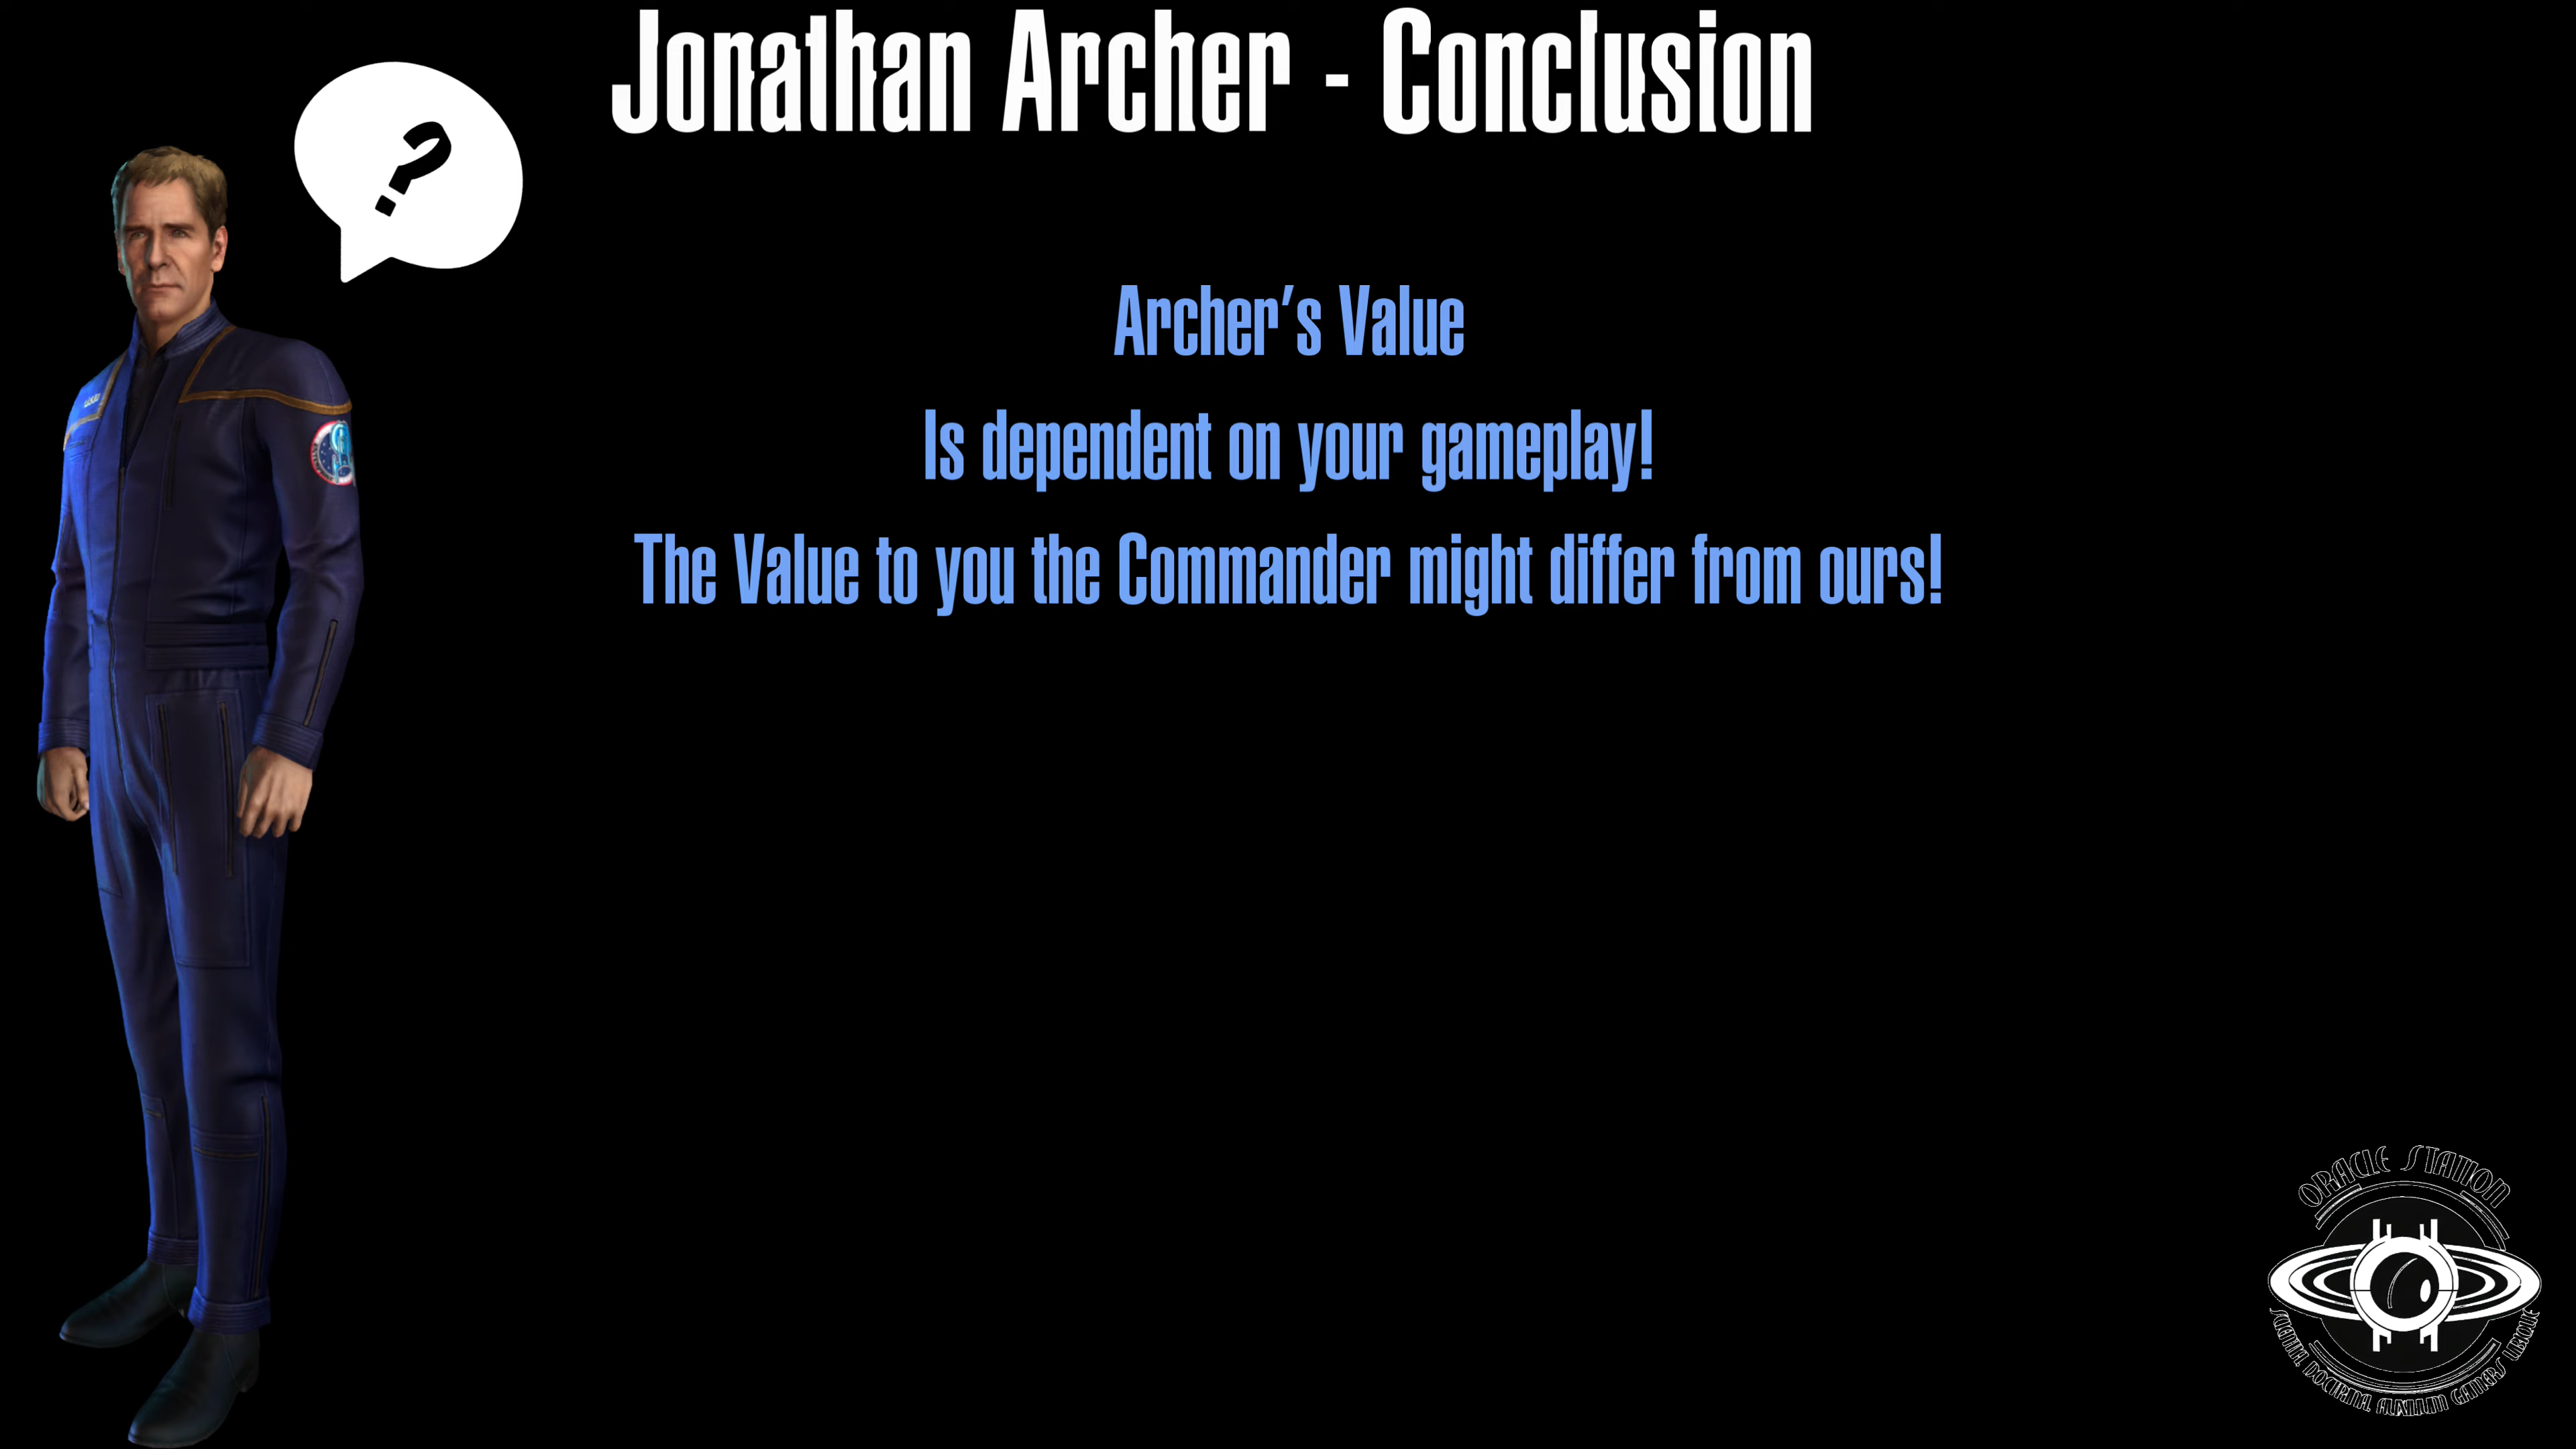 Jonathan Archer - Conclusion
?
Archer's Value
Is dependent on your gameplay!
The Value to you the Commander might differ from ours!
ORACLE STATION